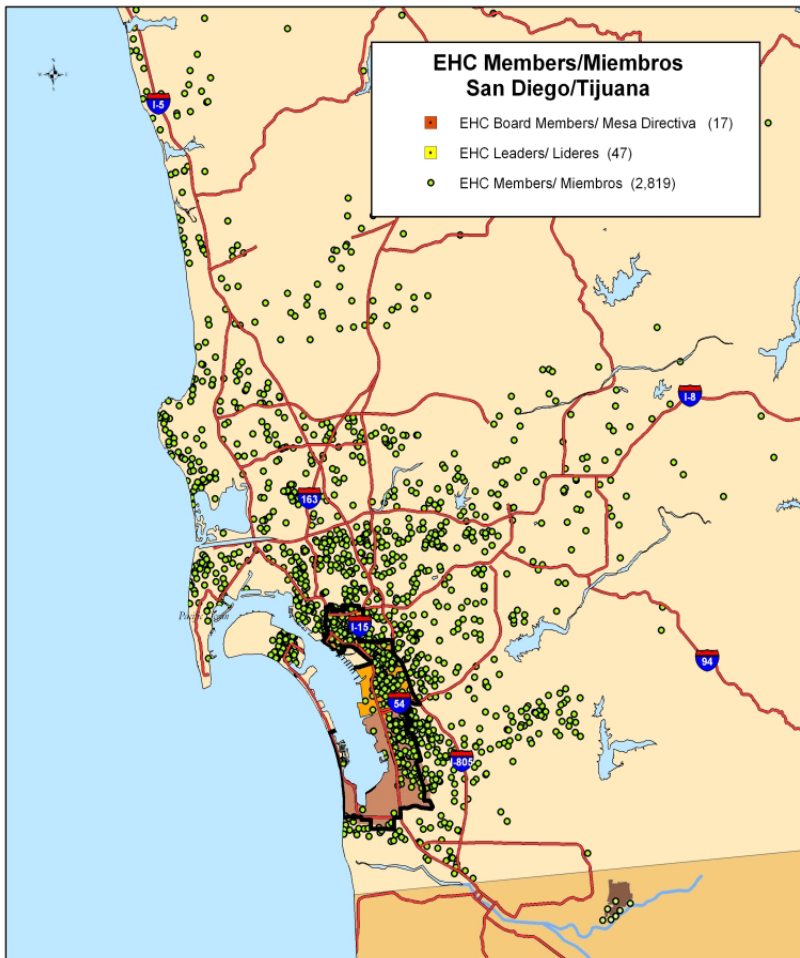 EHC Members/Miembros
San Diego/Tijuana
EHC Board Members/ Mesa Directiva (17)
EHC Leaders/ Lideres (47)
EHC Members/ Miembros (2,819)
I-5
I-8
163
I-15
94
54
I-805